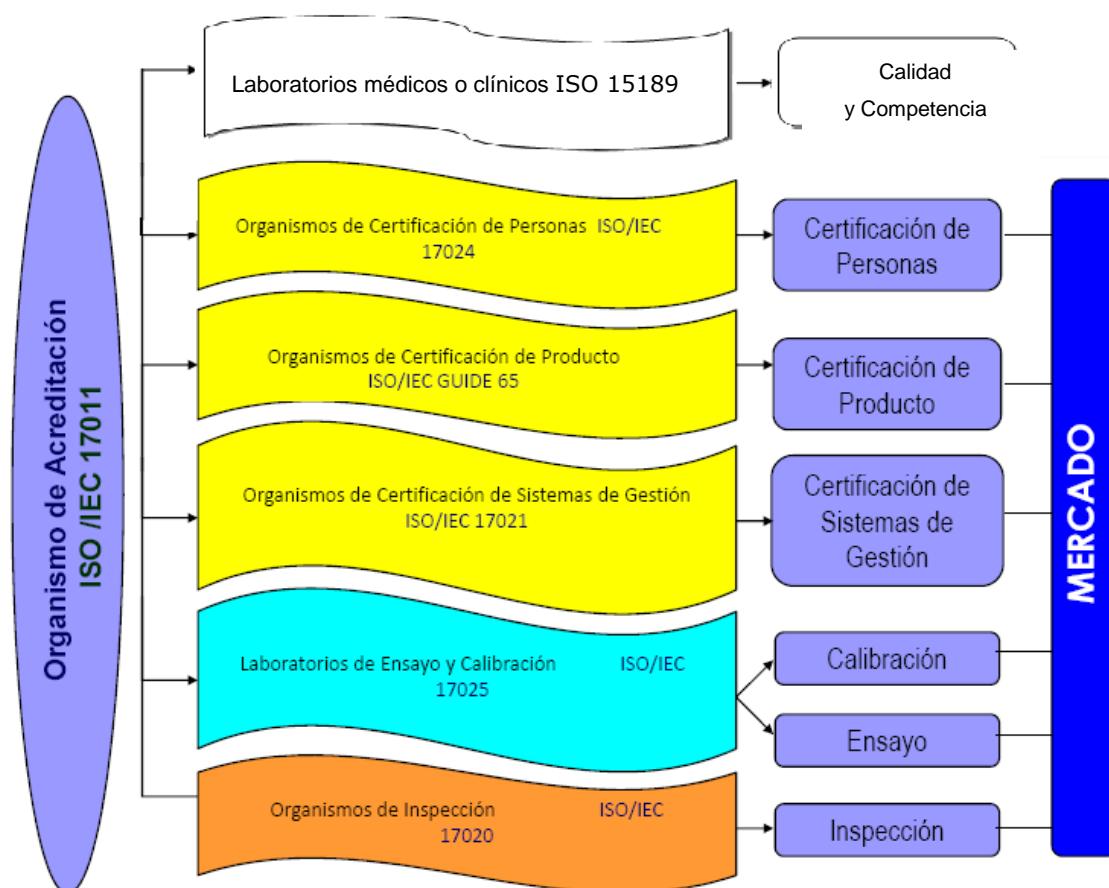 Organismo de Acreditación
ISO /IEC 17011
Laboratorios médicos o clínicos ISO 15189
Calidad
y Competencia
Organismos de Certificación de Personas ISO/IEC
17024
Certificación de
Personas
Organismos de Certificación de Producto
ISO/IEC GUIDE 65
Certificación de
Producto
Organismos de Certificación de Sistemas de Gestión
ISO/IEC 17021
Certificación de
Sistemas de
Gestión
Laboratorios de Ensayo y Calibración ISO/IEC
17025
Calibración
Ensayo
Organismos de Inspección ISO/IEC
17020
Inspección
MERCADO